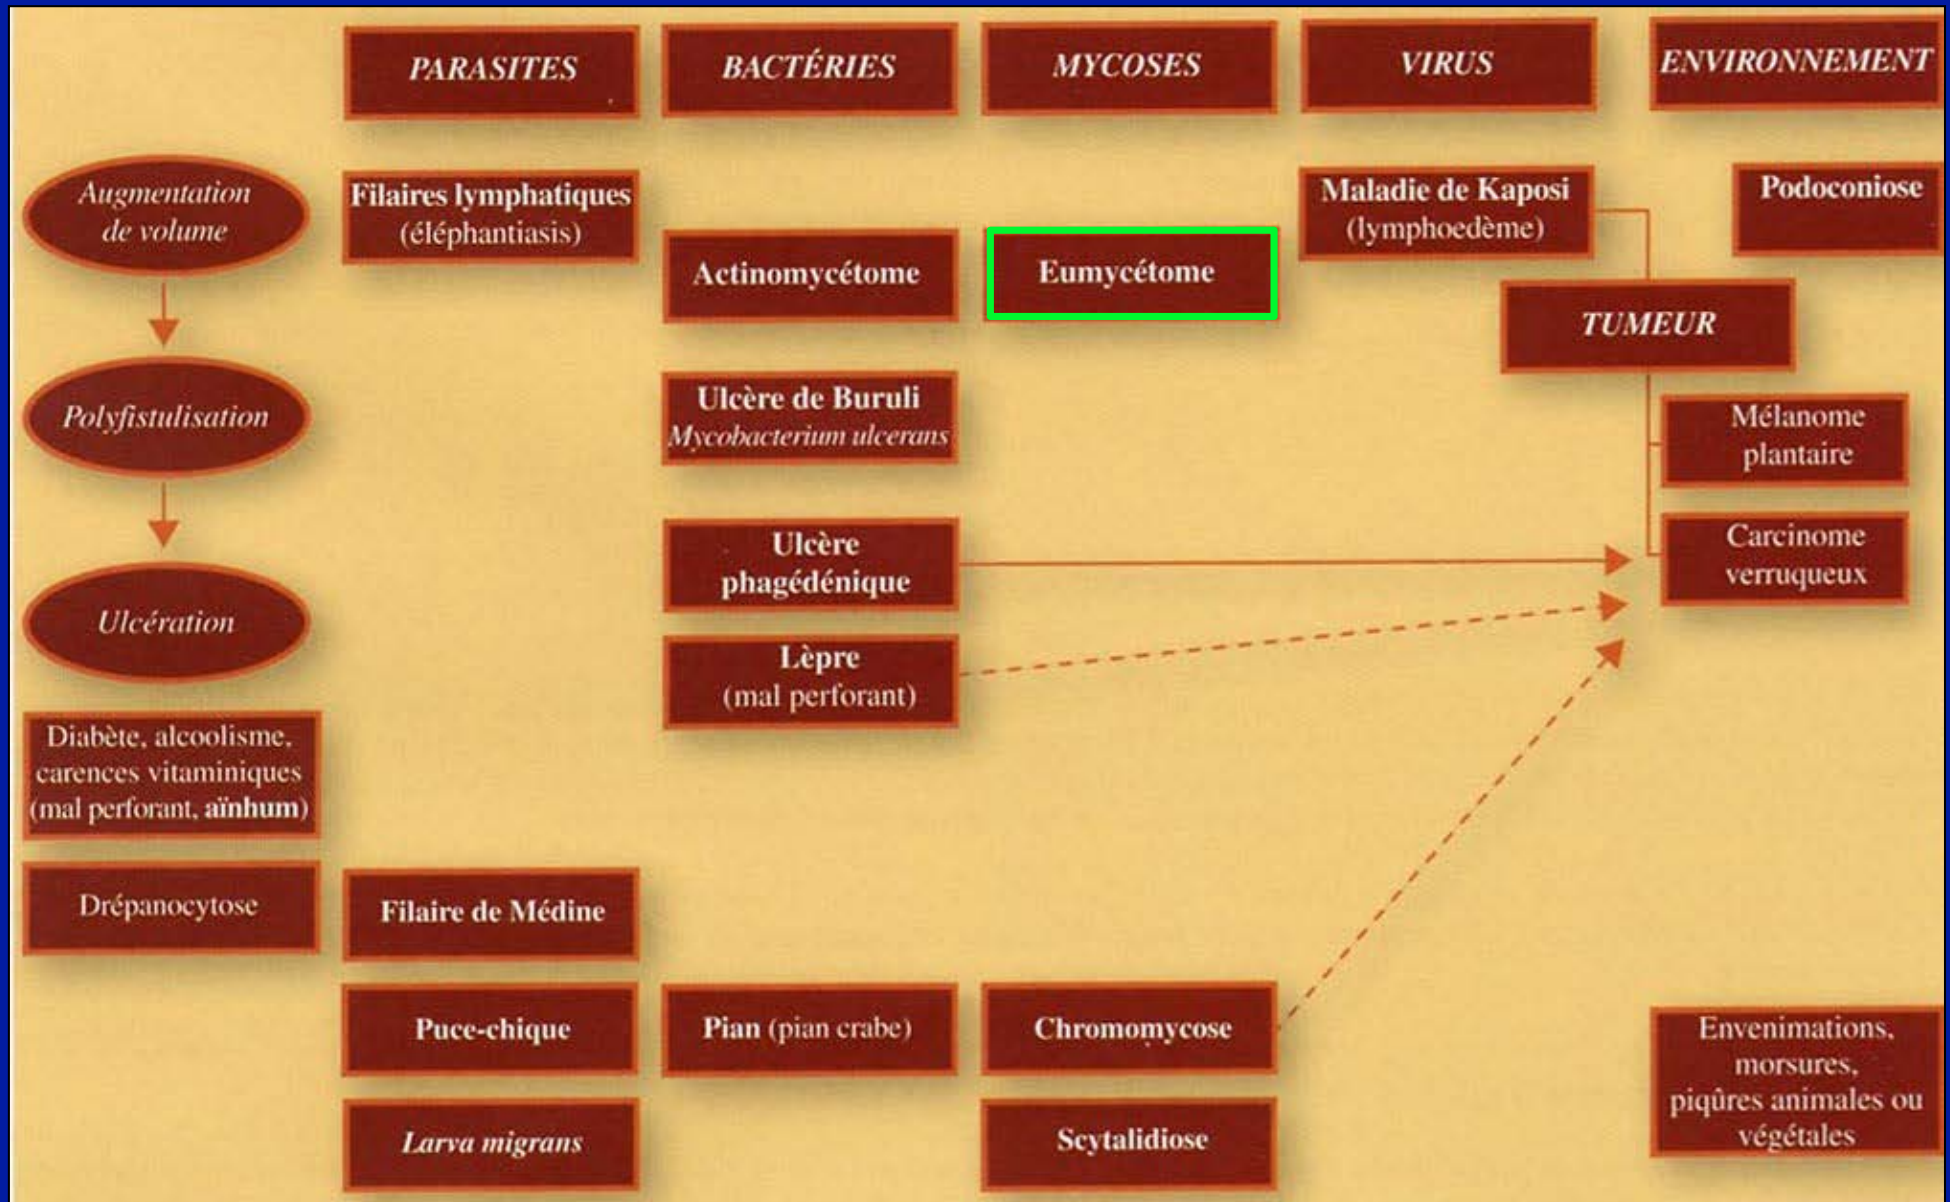 PARASITES
BACTÉRIES
MYCOSES
VIRUS
ENVIRONNEMENT
Augmentation
de volume
Filaires lymphatiques
(éléphantiasis)
Actinomycétome
Eumycétome
Maladie de Kaposi
(lymphoedème)
Podoconiose
TUMEUR
Polyfistulisation
Ulcère de Buruli
Mycobacterium ulcerans
Mélanome
plantaire
Ulcère
phagédénique
Carcinome
verruqueux
Ulcération
Lèpre
(mal perforant)
Diabète, alcoolisme,
carences vitaminiques
(mal perforant, aïnhum)
Drépanocytose
Filaire de Médine
Puce-chique
Pian (pian crabe)
Chromomycose
Envenimations,
morsures,
piqûres animales ou
végétales
Larva migrans
Scytalidiose